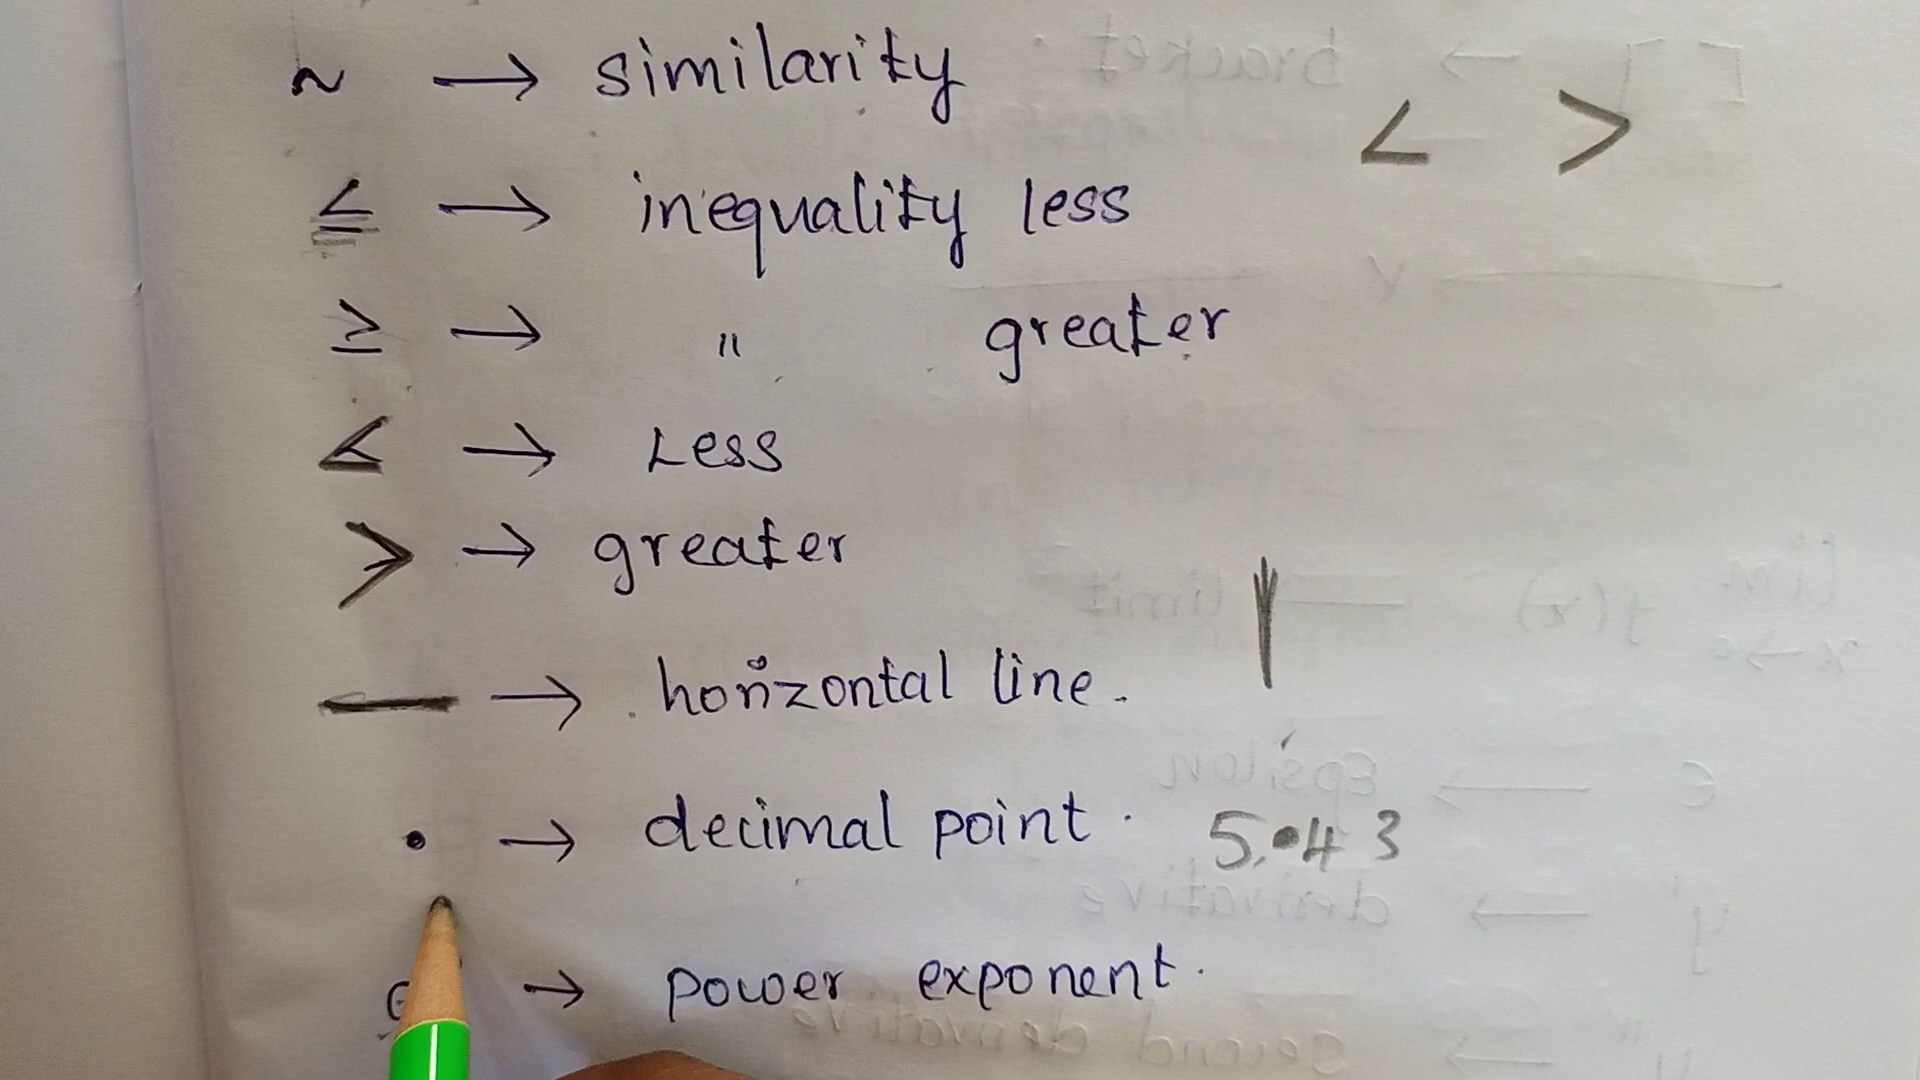 ~ → similarity
< >
≤ → inequality less
≥ → " greater
< → Less
> → greater
— → horizontal line.
. → decimal point. 5.43
→ power exponent.